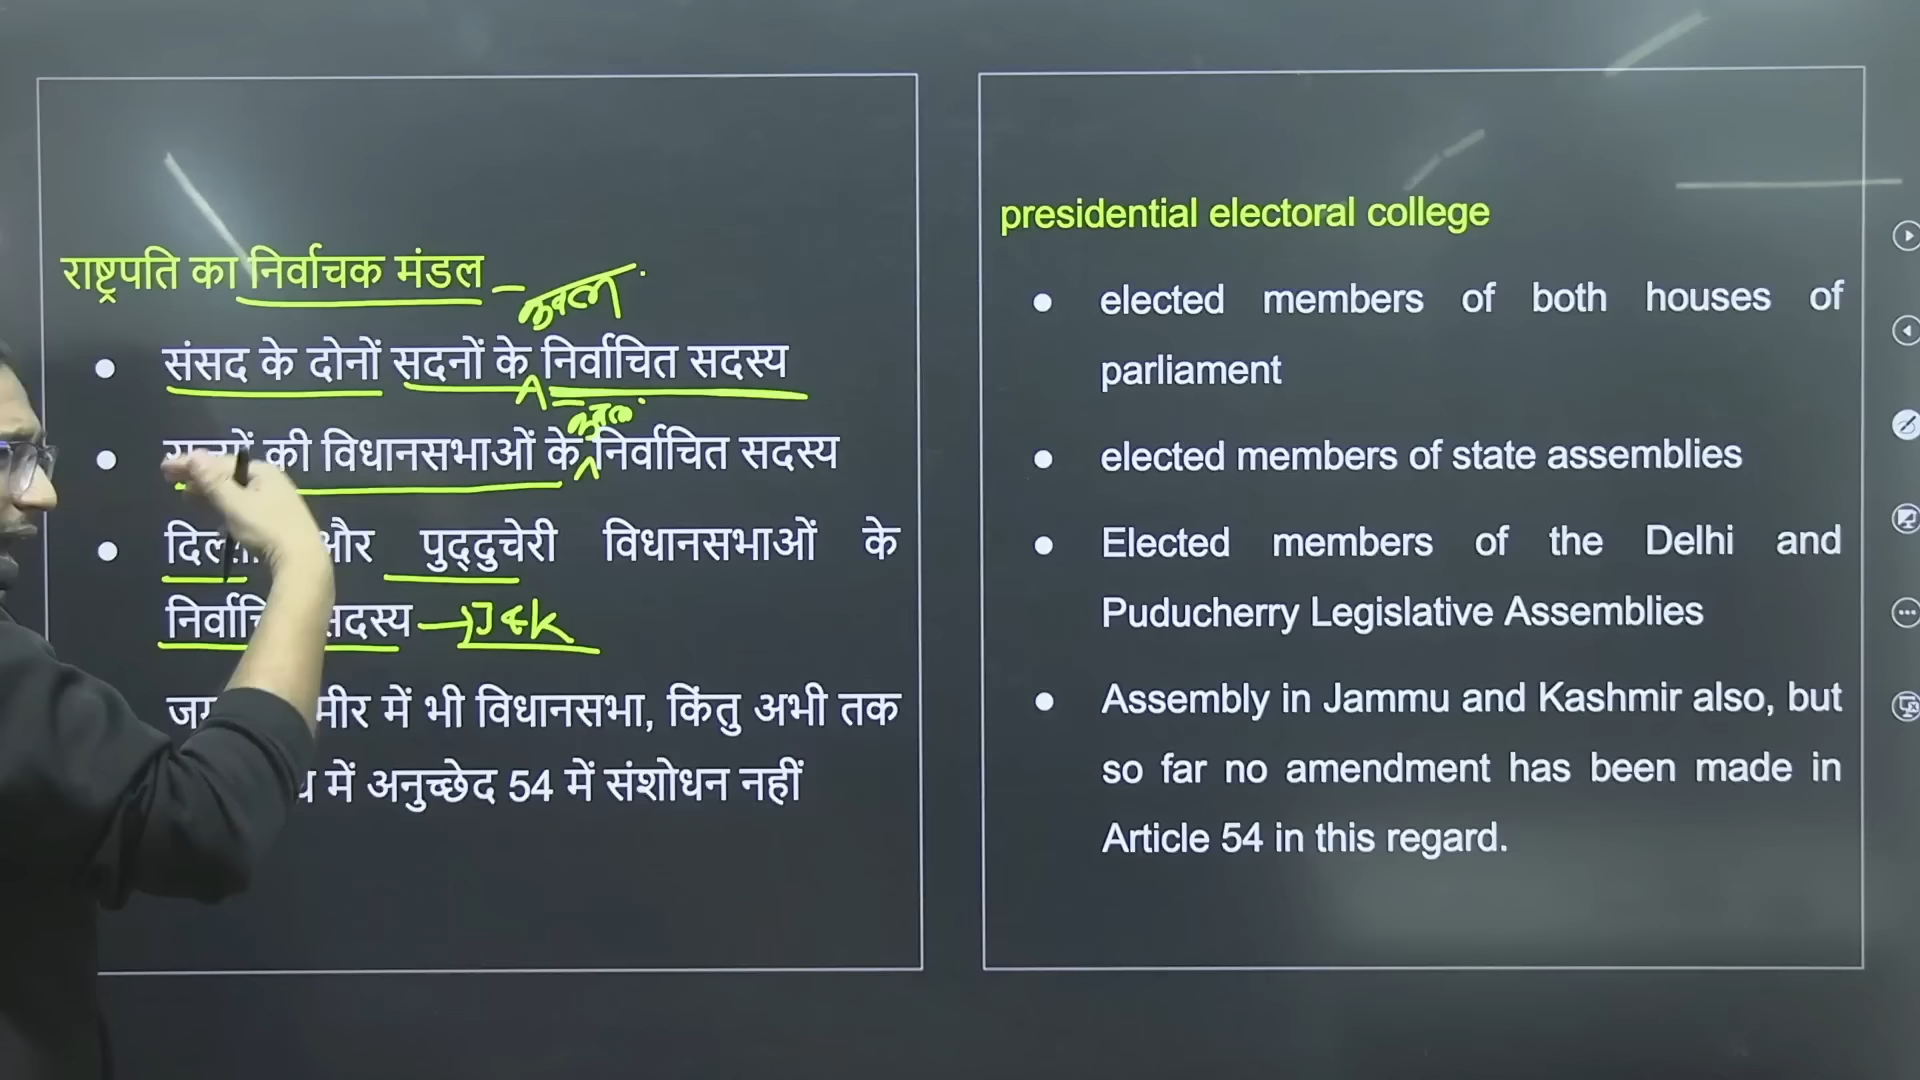 राष्ट्रपति का निर्वाचक मंडल –
केवल
संसद के दोनों सदनों के निर्वाचित सदस्य
केवल
की विधानसभाओं के निर्वाचित सदस्य
और पुद्दुचेरी विधानसभाओं के
सदस्य → J&K
में भी विधानसभा, किंतु अभी तक
में अनुच्छेद 54 में संशोधन नहीं
presidential electoral college
elected members of both houses of
parliament
elected members of state assemblies
Elected members of the Delhi and
Puducherry Legislative Assemblies
Assembly in Jammu and Kashmir also, but
so far no amendment has been made in
Article 54 in this regard.